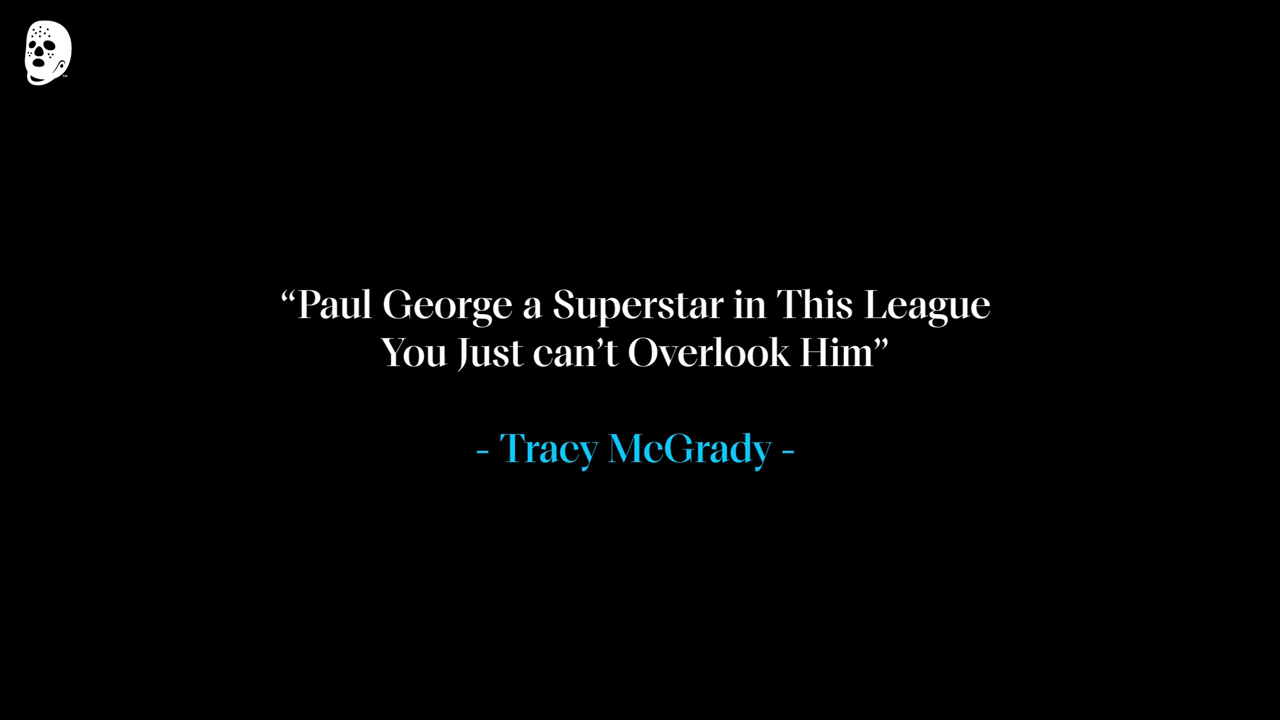 “Paul George a Superstar in This League
You Just can’t Overlook Him”
- Tracy McGrady -